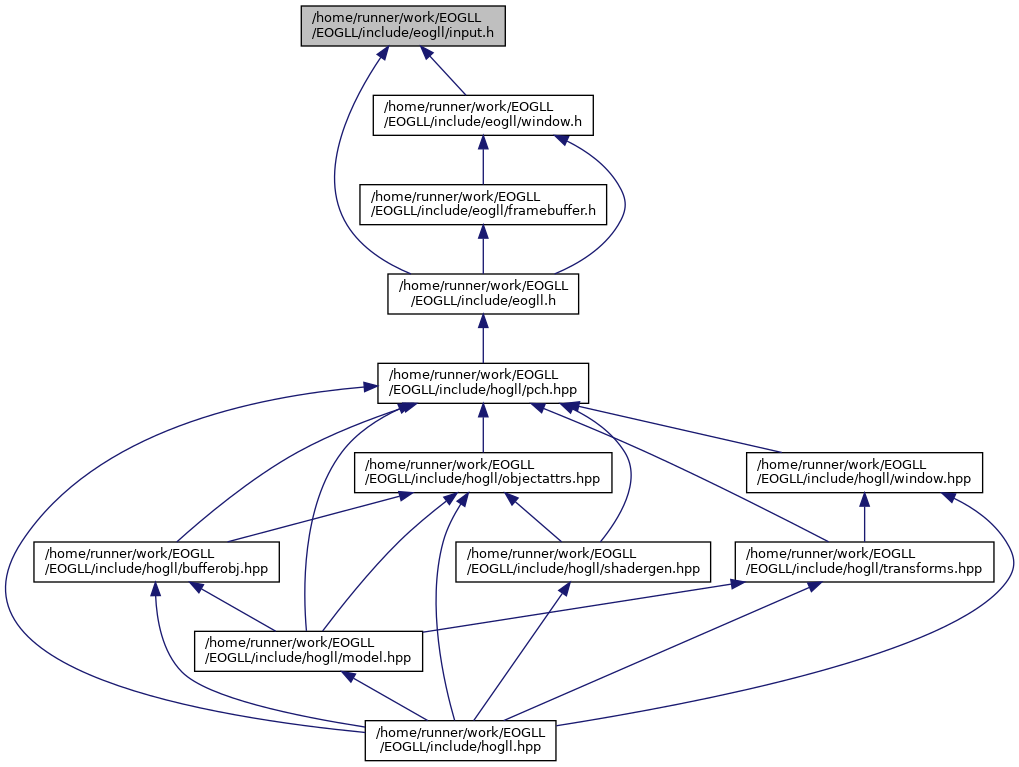 /home/runner/work/EOGLL
/EOGLL/include/eogll/input.h
/home/runner/work/EOGLL
/EOGLL/include/eogll/window.h
/home/runner/work/EOGLL
/EOGLL/include/eogll/framebuffer.h
/home/runner/work/EOGLL
/EOGLL/include/eogll.h
/home/runner/work/EOGLL
/EOGLL/include/hogll/pch.hpp
/home/runner/work/EOGLL
/EOGLL/include/hogll/objectattrs.hpp
/home/runner/work/EOGLL
/EOGLL/include/hogll/window.hpp
/home/runner/work/EOGLL
/EOGLL/include/hogll/bufferobj.hpp
/home/runner/work/EOGLL
/EOGLL/include/hogll/shadergen.hpp
/home/runner/work/EOGLL
/EOGLL/include/hogll/transforms.hpp
/home/runner/work/EOGLL
/EOGLL/include/hogll/model.hpp
/home/runner/work/EOGLL
/EOGLL/include/hogll.hpp